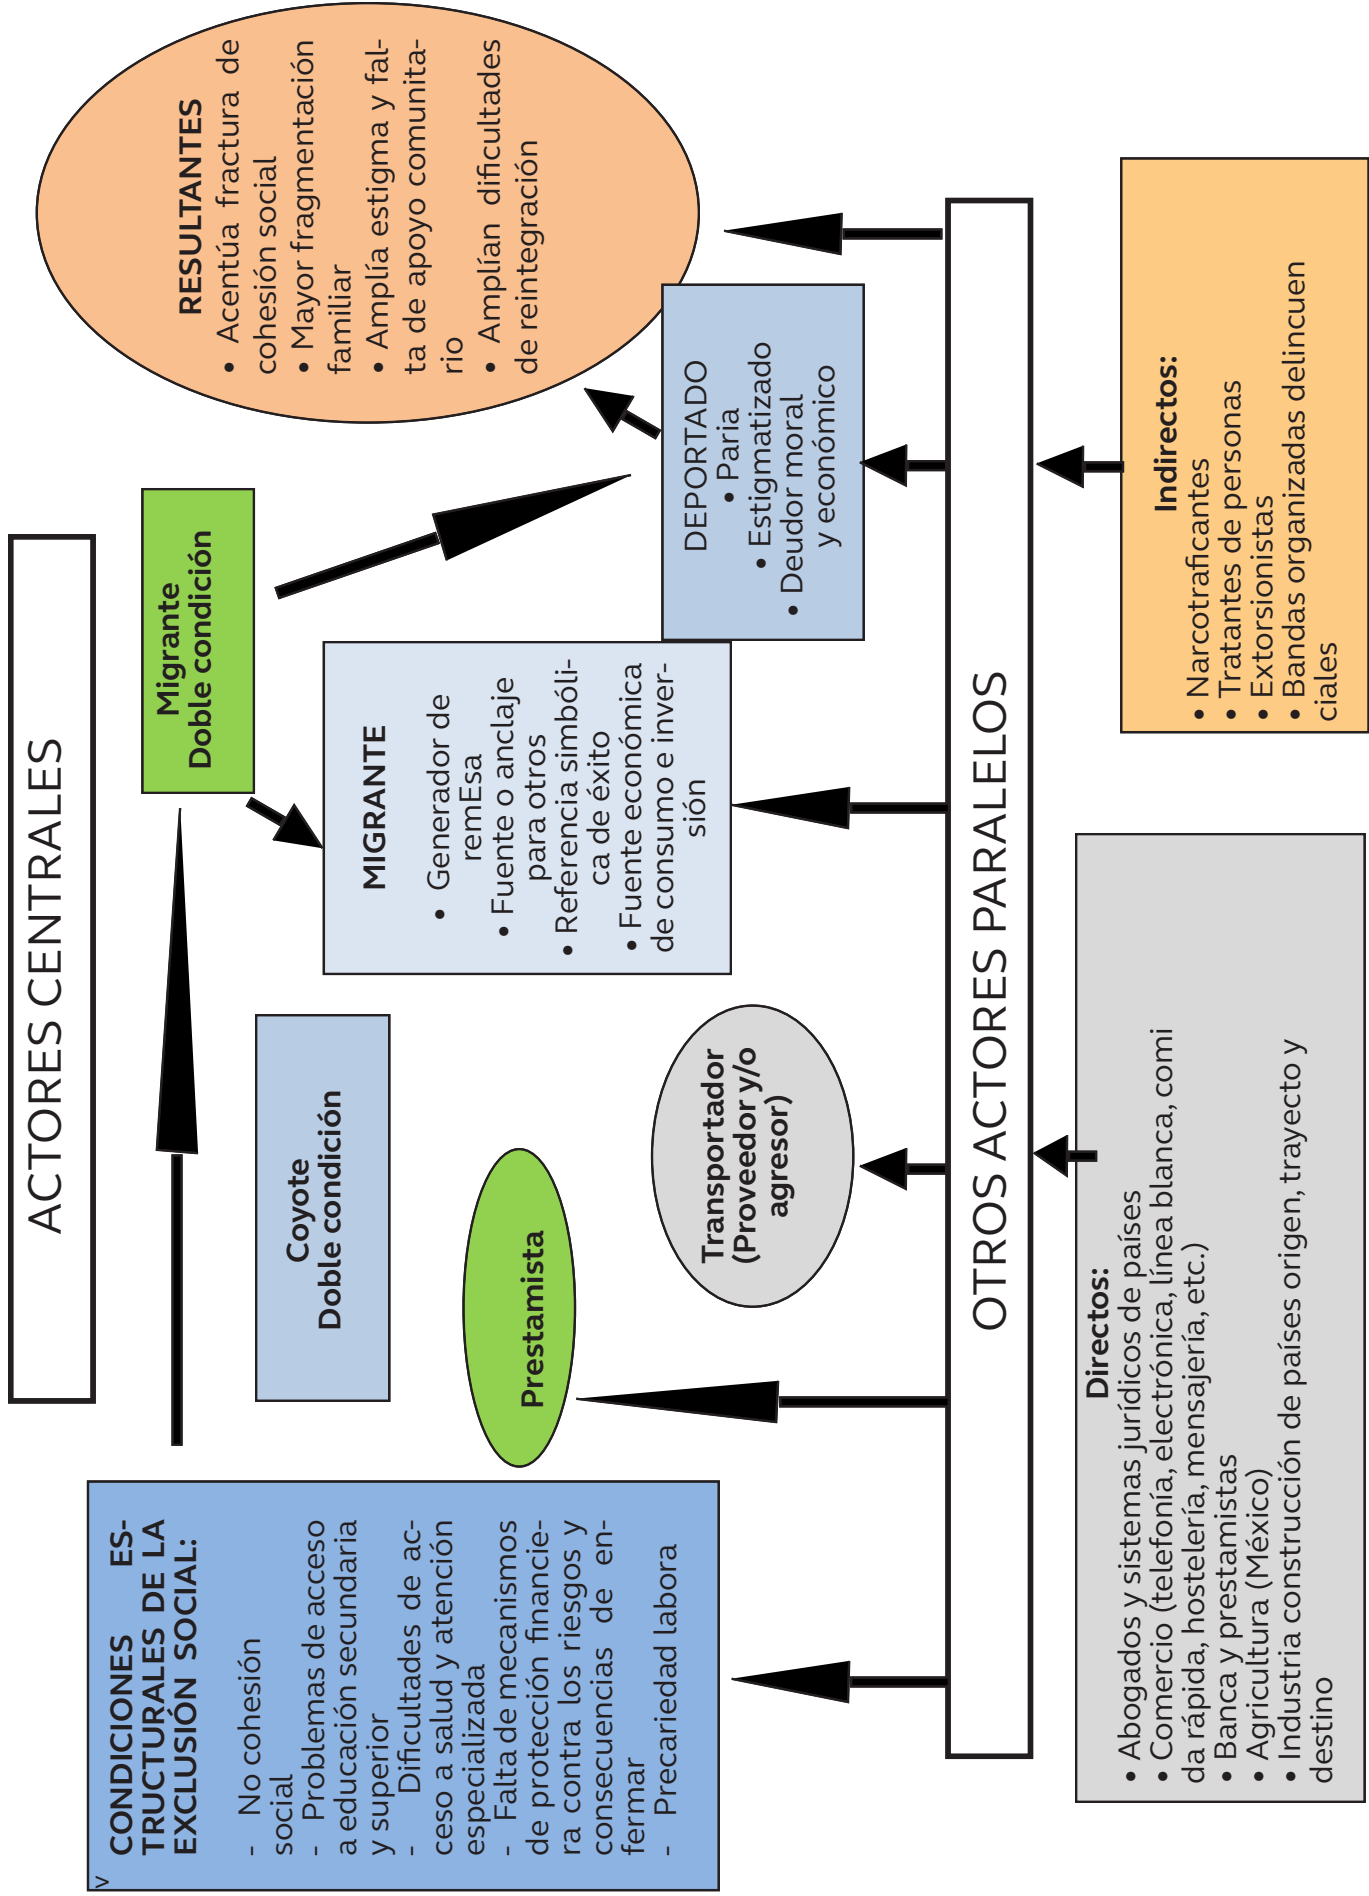 ACTORES CENTRALES
v
CONDICIONES ES-
TRUCTURALES DE LA
EXCLUSIÓN SOCIAL:
- No cohesión
social
- Problemas de acceso
a educación secundaria
y superior
- Dificultades de ac-
ceso a salud y atención
especializada
- Falta de mecanismos
de protección financie-
ra contra los riesgos y
consecuencias de en-
fermar
- Precariedad labora
Coyote
Doble condición
Prestamista
Transportador
(Proveedor y/o
agresor)
Migrante
Doble condición
MIGRANTE
• Generador de
remEsa
• Fuente o anclaje
para otros
• Referencia simbóli-
ca de éxito
• Fuente económica
de consumo e inver-
sión
DEPORTADO
• Paria
• Estigmatizado
• Deudor moral
y económico
RESULTANTES
• Acentúa fractura de
cohesión social
• Mayor fragmentación
familiar
• Amplía estigma y fal-
ta de apoyo comunita-
rio
• Amplían dificultades
de reintegración
OTROS ACTORES PARALELOS
Directos:
• Abogados y sistemas jurídicos de países
• Comercio (telefonía, electrónica, línea blanca, comi
da rápida, hostelería, mensajería, etc.)
• Banca y prestamistas
• Agricultura (México)
• Industria construcción de países origen, trayecto y
destino
Indirectos:
• Narcotraficantes
• Tratantes de personas
• Extorsionistas
• Bandas organizadas delincuen
ciales